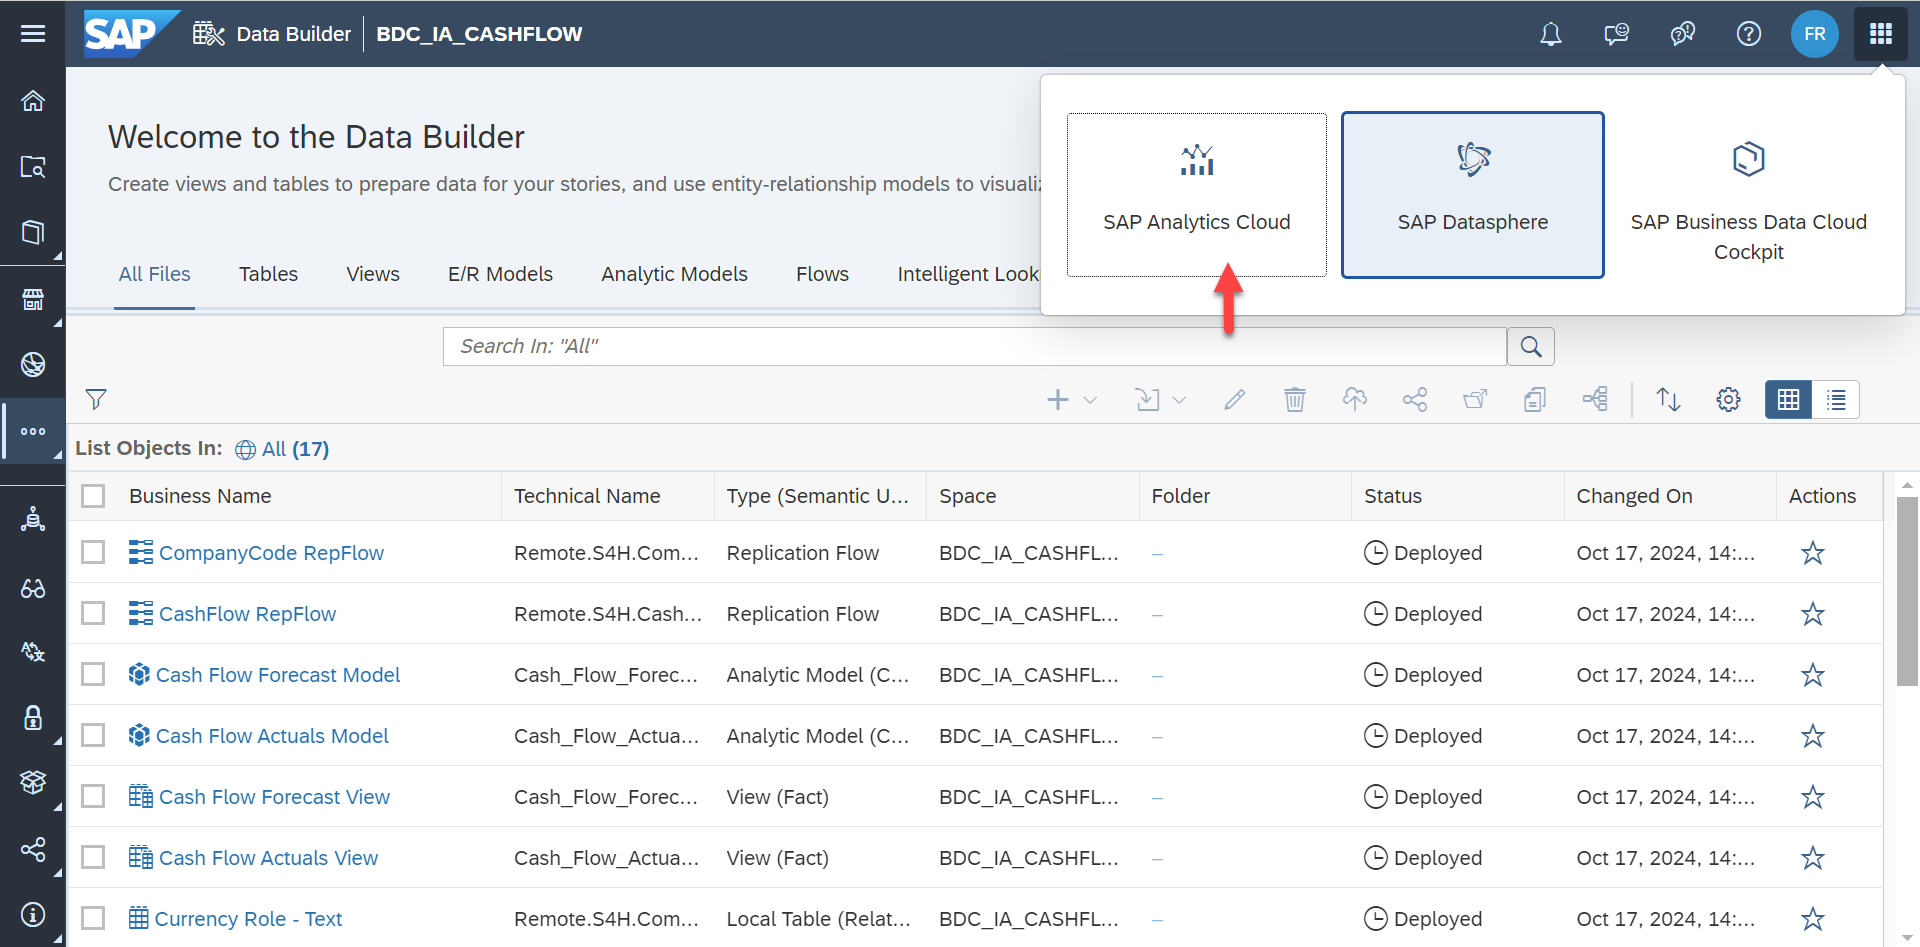 SAP Data Builder BDC_IA_CASHFLOW FR
Welcome to the Data Builder
Create views and tables to prepare data for your stories, and use entity-relationship models to visuali
SAP Analytics Cloud
SAP Datasphere
SAP Business Data Cloud
Cockpit
All Files Tables Views E/R Models Analytic Models Flows Intelligent Look
Search In: "All"
List Objects In: All (17)
Business Name Technical Name Type (Semantic U... Space Folder Status Changed On Actions
CompanyCode RepFlow Remote.S4H.Com... Replication Flow BDC_IA_CASHFL... – Deployed Oct 17, 2024, 14:...
CashFlow RepFlow Remote.S4H.Cash... Replication Flow BDC_IA_CASHFL... – Deployed Oct 17, 2024, 14:...
Cash Flow Forecast Model Cash_Flow_Forec... Analytic Model (C... BDC_IA_CASHFL... – Deployed Oct 17, 2024, 14:...
Cash Flow Actuals Model Cash_Flow_Actua... Analytic Model (C... BDC_IA_CASHFL... – Deployed Oct 17, 2024, 14:...
Cash Flow Forecast View Cash_Flow_Forec... View (Fact) BDC_IA_CASHFL... – Deployed Oct 17, 2024, 14:...
Cash Flow Actuals View Cash_Flow_Actua... View (Fact) BDC_IA_CASHFL... – Deployed Oct 17, 2024, 14:...
Currency Role - Text Remote.S4H.Com... Local Table (Relat... BDC_IA_CASHFL... – Deployed Oct 17, 2024, 14:...